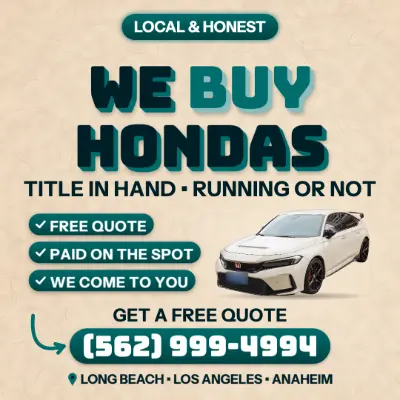 LOCAL & HONEST
WE BUY
HONDAS
TITLE IN HAND • RUNNING OR NOT
FREE QUOTE
PAID ON THE SPOT
WE COME TO YOU
GET A FREE QUOTE
(562) 999-4994
LONG BEACH • LOS ANGELES • ANAHEIM